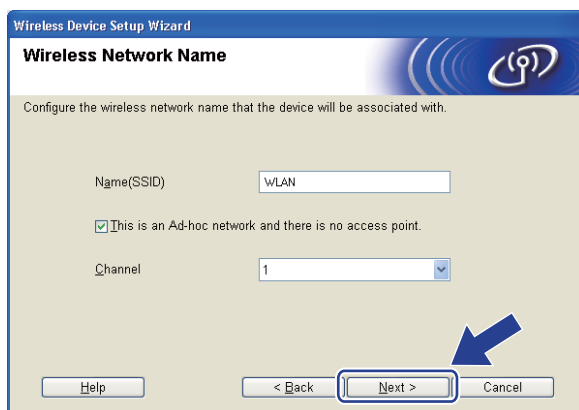 Wireless Device Setup Wizard
Wireless Network Name
Configure the wireless network name that the device will be associated with.
Name(SSID) WLAN
This is an Ad-hoc network and there is no access point.
Channel 1
Help < Back Next > Cancel